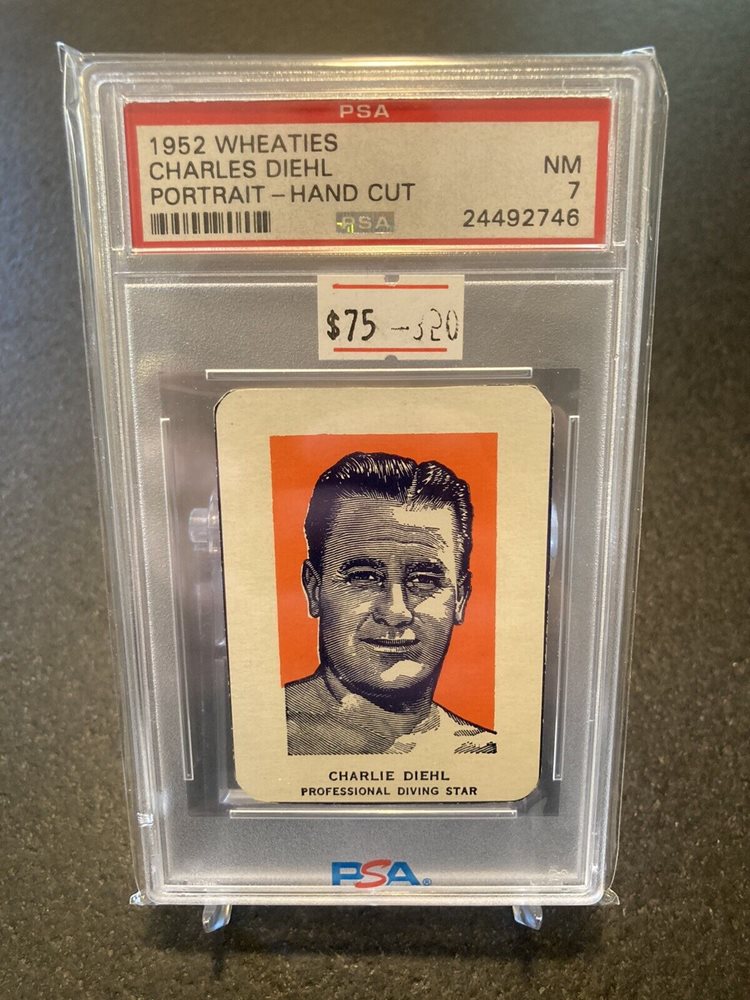 PSA
1952 WHEATIES
CHARLES DIEHL NM
PORTRAIT - HAND CUT 7
PSA 24492746
$75 - 320
CHARLIE DIEHL
PROFESSIONAL DIVING STAR
PSA®